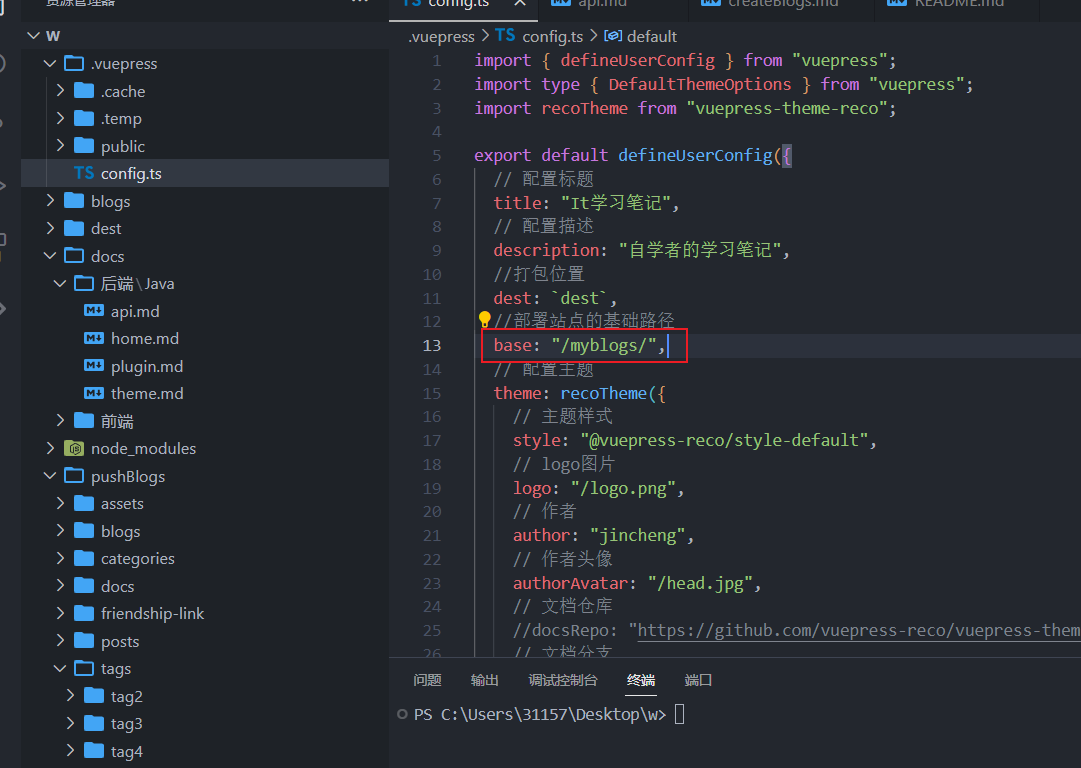 资源管理器 ...
TS config.ts ×
api.md
createBlogs.md
README.md
W
.vuepress
.cache
.temp
public
TS config.ts
blogs
dest
docs
后端\Java
api.md
home.md
plugin.md
theme.md
前端
node_modules
pushBlogs
assets
blogs
categories
docs
friendship-link
posts
tags
tag2
tag3
tag4
.vuepress > TS config.ts > default
1 import { defineUserConfig } from "vuepress";
2 import type { DefaultThemeOptions } from "vuepress";
3 import recoTheme from "vuepress-theme-reco";
4
5 export default defineUserConfig({
6 // 配置标题
7 title: "It学习笔记",
8 // 配置描述
9 description: "自学者的学习笔记",
10 //打包位置
11 dest: `dest`,
12 //部署站点的基础路径
13 base: "/myblogs/",
14 // 配置主题
15 theme: recoTheme({
16 // 主题样式
17 style: "@vuepress-reco/style-default",
18 // logo图片
19 logo: "/logo.png",
20 // 作者
21 author: "jincheng",
22 // 作者头像
23 authorAvatar: "/head.jpg",
24 // 文档仓库
25 //docsRepo: "https://github.com/vuepress-reco/vuepress-them
26 // 文档分支
问题 输出 调试控制台 终端 端口
PS C:\Users\31157\Desktop\w>